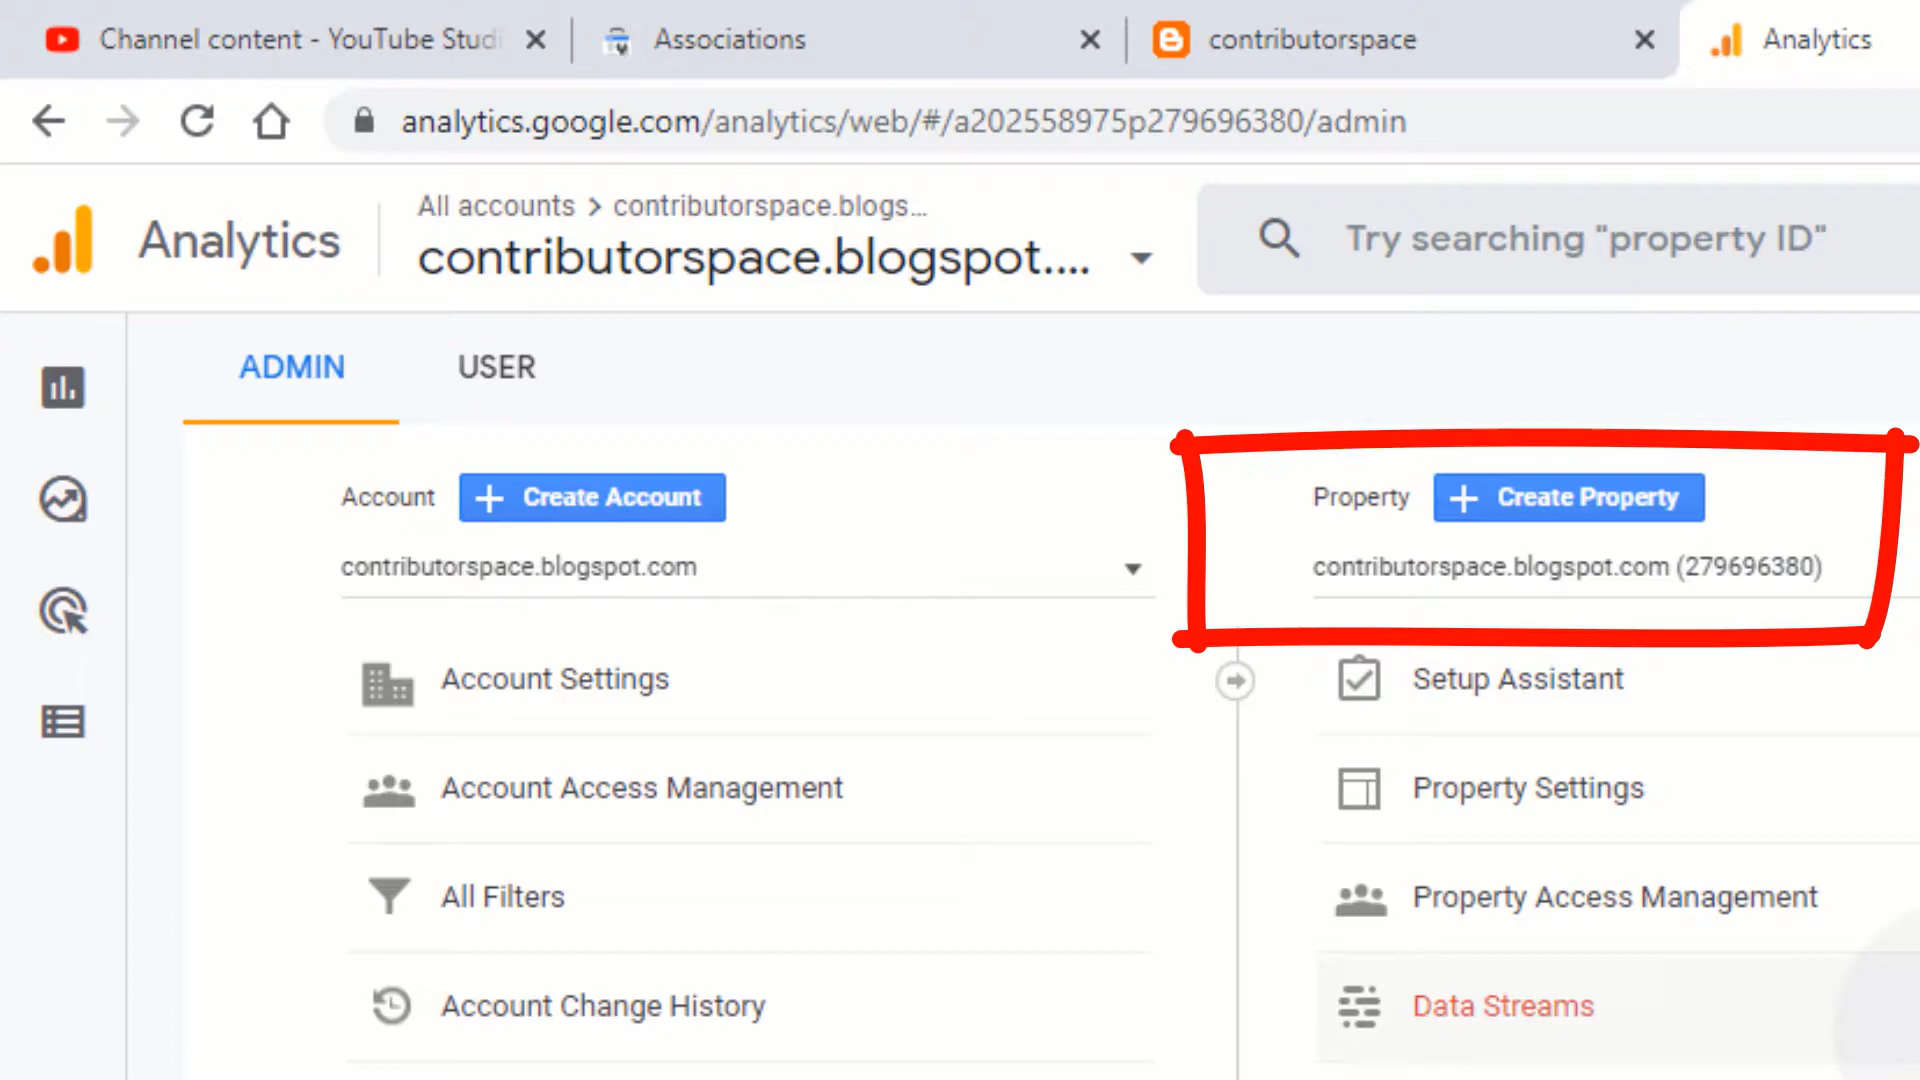 Channel content - YouTube Studi
Associations
contributorspace
Analytics
analytics.google.com/analytics/web/#/a202558975p279696380/admin
Analytics
All accounts > contributorspace.blogs...
contributorspace.blogspot....
Try searching "property ID"
ADMIN
USER
Account
+ Create Account
contributorspace.blogspot.com
Account Settings
Account Access Management
All Filters
Account Change History
Property
+ Create Property
contributorspace.blogspot.com (279696380)
Setup Assistant
Property Settings
Property Access Management
Data Streams